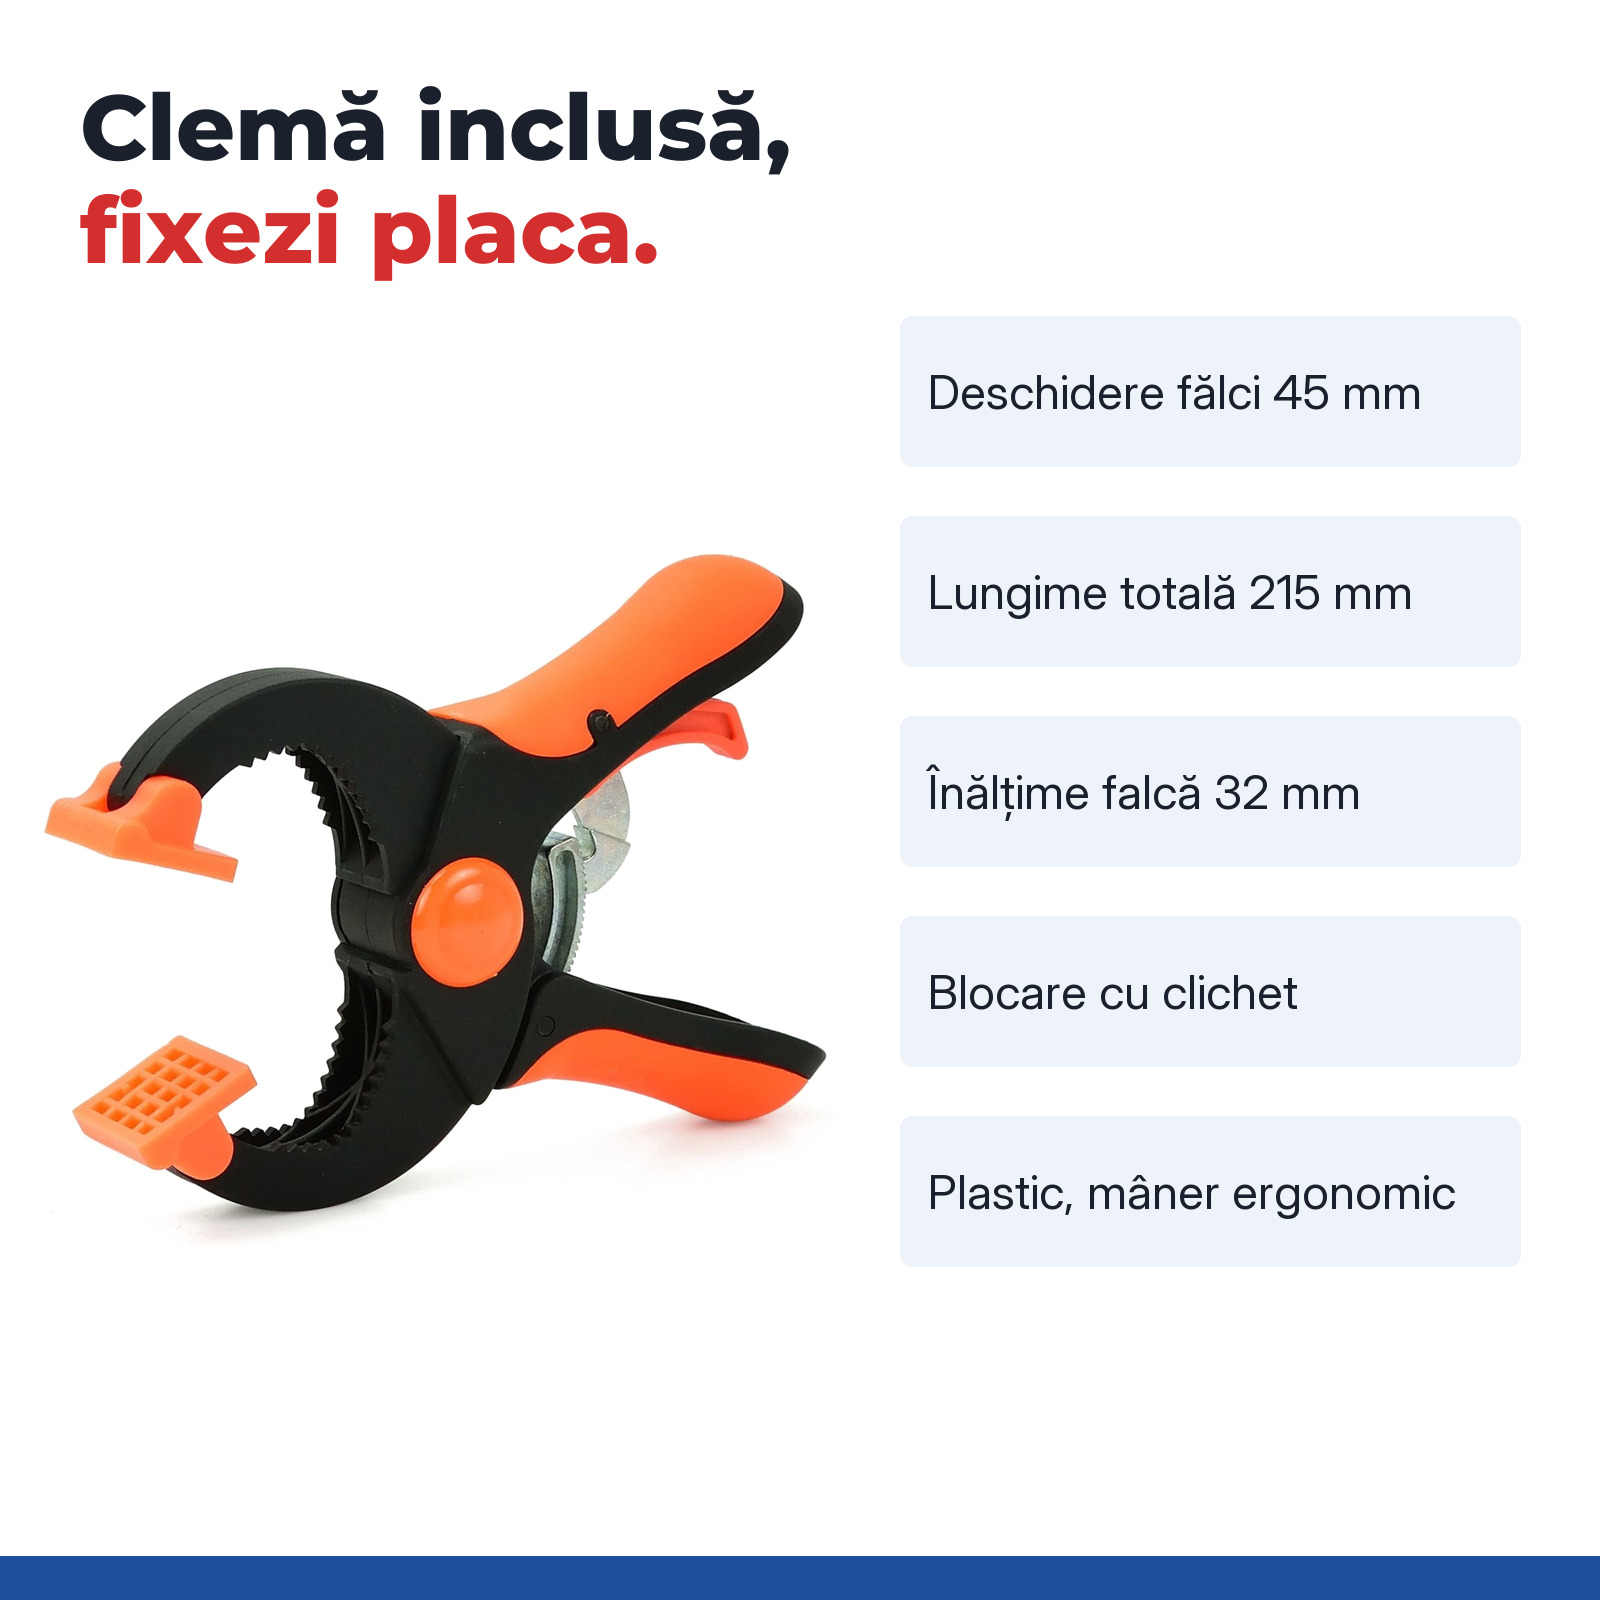 Clemă inclusă,
fixezi placa.
Deschidere fălci 45 mm
Lungime totală 215 mm
Înălțime falcă 32 mm
Blocare cu clichet
Plastic, mâner ergonomic